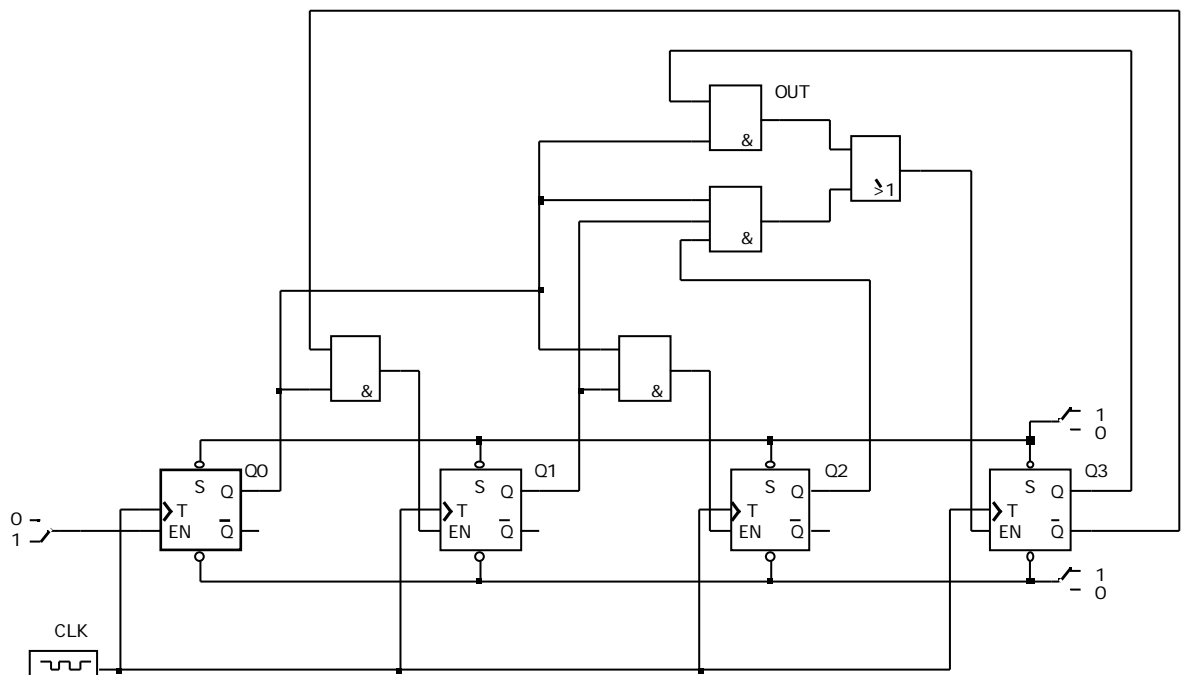 OUT
&
>1
&
& &
1
0
Q0 Q1 Q2 Q3
S Q S Q S Q S Q
T T T T
0
1
EN Q̅ EN Q̅ EN Q̅ EN Q̅
1
0
CLK